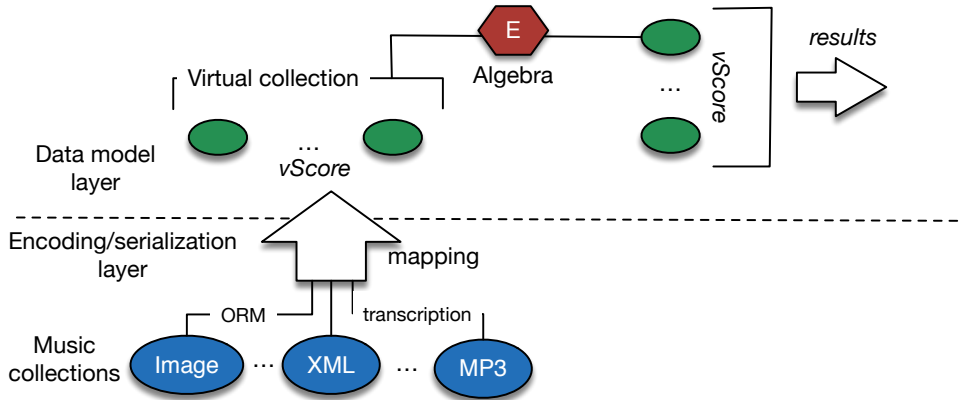 E
results
Algebra
Virtual collection
...
vScore
...
vScore
Data model
layer
Encoding/serialization
layer
mapping
ORM
transcription
Music
collections
Image
...
XML
...
MP3